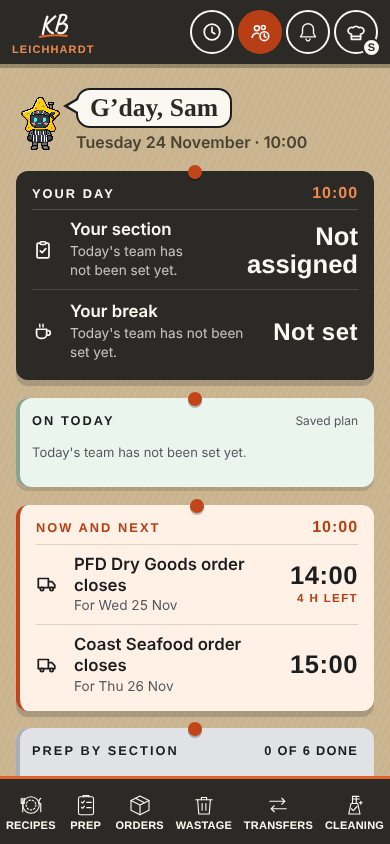 KB
LEICHHARDT
S
G’day, Sam
Tuesday 24 November · 10:00
YOUR DAY
10:00
Your section
Today's team has
not been set yet.
Not
assigned
Your break
Today's team has not been
set yet.
Not set
ON TODAY
Saved plan
Today's team has not been set yet.
NOW AND NEXT
10:00
PFD Dry Goods order
closes
For Wed 25 Nov
14:00
4 H LEFT
Coast Seafood order
closes
For Thu 26 Nov
15:00
PREP BY SECTION
0 OF 6 DONE
RECIPES
PREP
ORDERS
WASTAGE
TRANSFERS
CLEANING